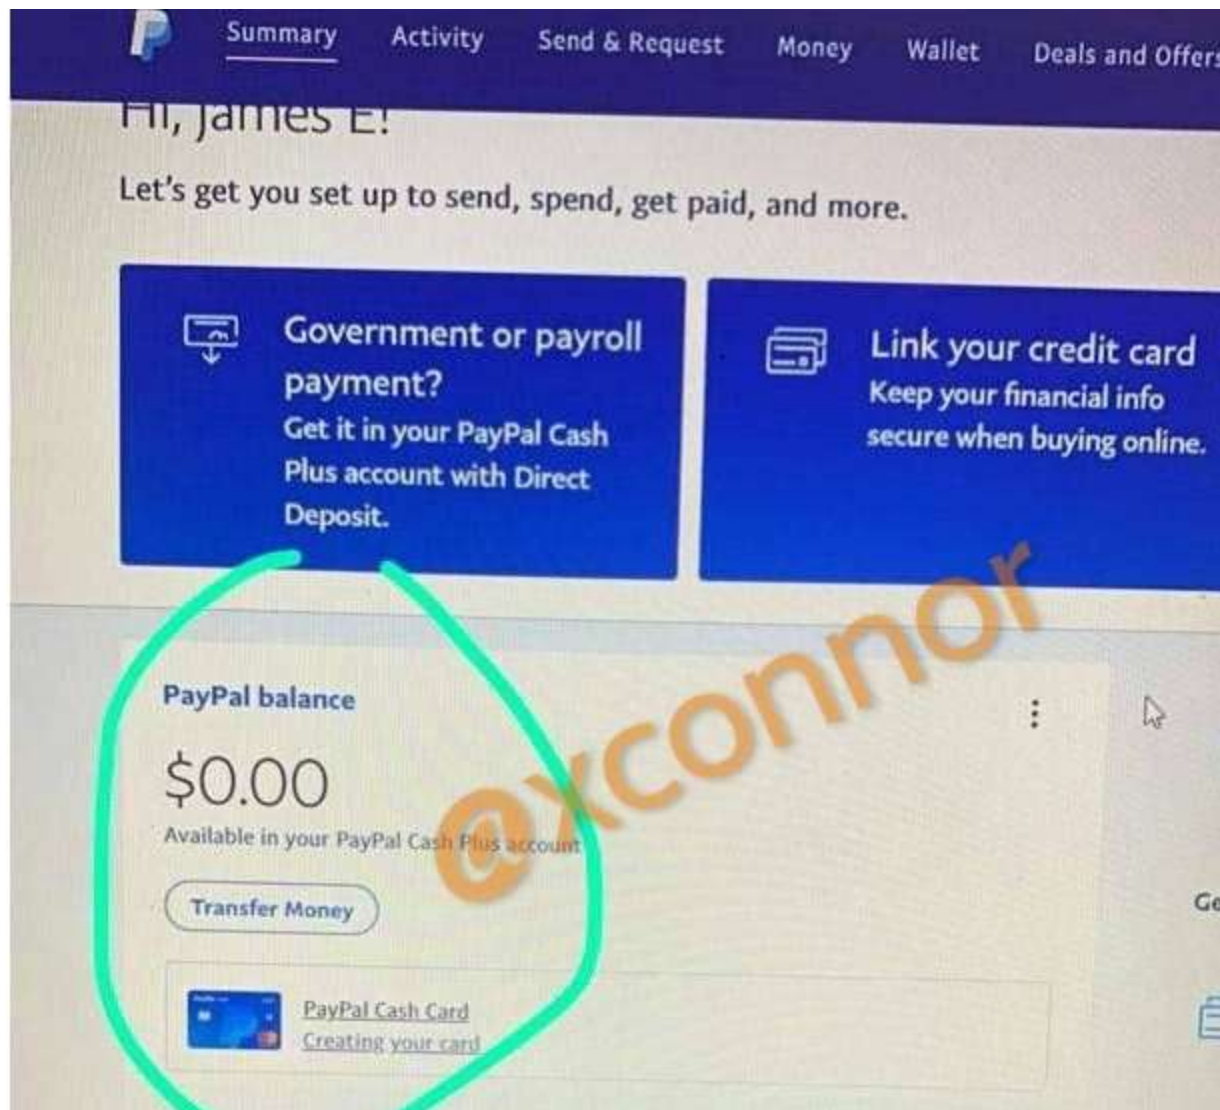 Summary Activity Send & Request Money Wallet Deals and Offers
Hi, James E!
Let's get you set up to send, spend, get paid, and more.
Government or payroll
payment?
Get it in your PayPal Cash
Plus account with Direct
Deposit.
Link your credit card
Keep your financial info
secure when buying online.
@xconnor
PayPal balance
$0.00
Available in your PayPal Cash Plus account
Transfer Money
PayPal Cash Card
Creating your card